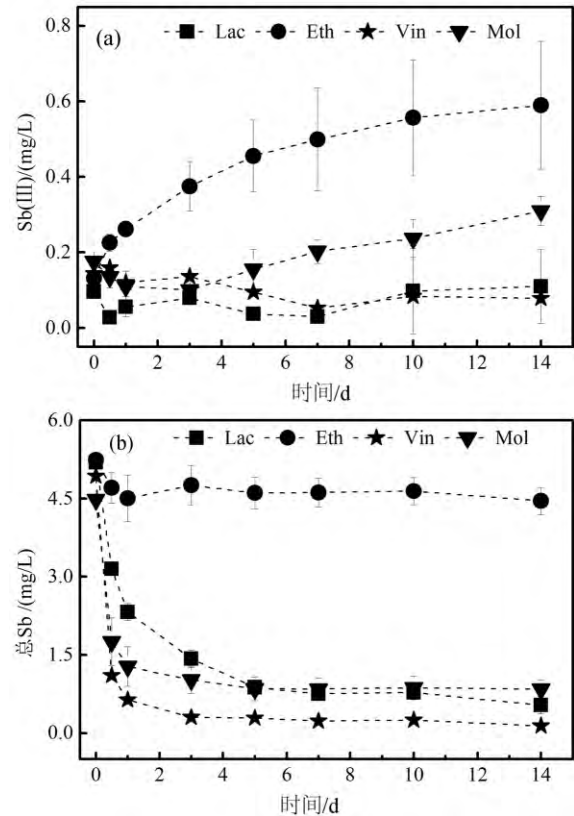 (a)
Lac Eth Vin Mol
0.8
0.6
0.4
0.2
0.0
Sb(III)/(mg/L)
0 2 4 6 8 10 12 14
时间/d
(b)
Lac Eth Vin Mol
6.0
4.5
3.0
1.5
0.0
总Sb /(mg/L)
0 2 4 6 8 10 12 14
时间/d